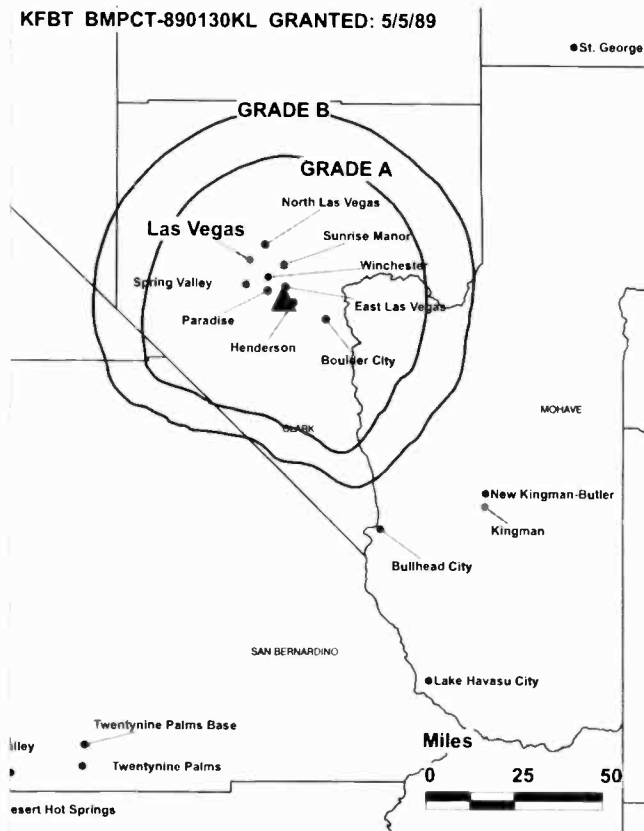 KFBT BMPCT-890130KL GRANTED: 5/5/89
St. George
GRADE B
GRADE A
North Las Vegas
Las Vegas
Sunrise Manor
Winchester
Spring Valley
East Las Vegas
Paradise
Henderson
Boulder City
MOHAVE
CLARK
New Kingman-Butler
Kingman
Bullhead City
SAN BERNARDINO
Lake Havasu City
Twentynine Palms Base
Miles
lley
Twentynine Palms
0 25 50
esert Hot Springs